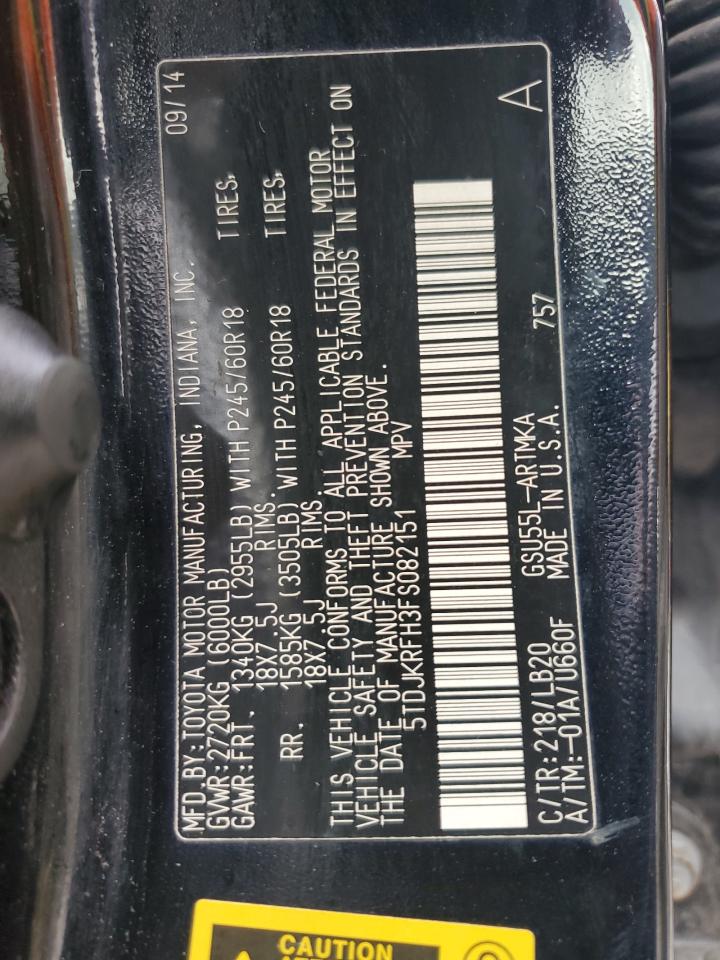 MFD.BY:TOYOTA MOTOR MANUFACTURING, INDIANA, INC. 09/14
GVWR:2720KG (6000LB)
GAWR:FRT. 1340KG (2955LB) WITH P245/60R18 TIRES,
18X7.5J RIMS.
RR. 1585KG (3505LB) WITH P245/60R18 TIRES,
18X7.5J RIMS.
THIS VEHICLE CONFORMS TO ALL APPLICABLE FEDERAL MOTOR
VEHICLE SAFETY AND THEFT PREVENTION STANDARDS IN EFFECT ON
THE DATE OF MANUFACTURE SHOWN ABOVE.
5TDJKRFH3FS082151 MPV
A
C/TR:218/LB20 GSU55L-ARTMKA 757
A/TM:-01A/U660F MADE IN U.S.A.
CAUTION